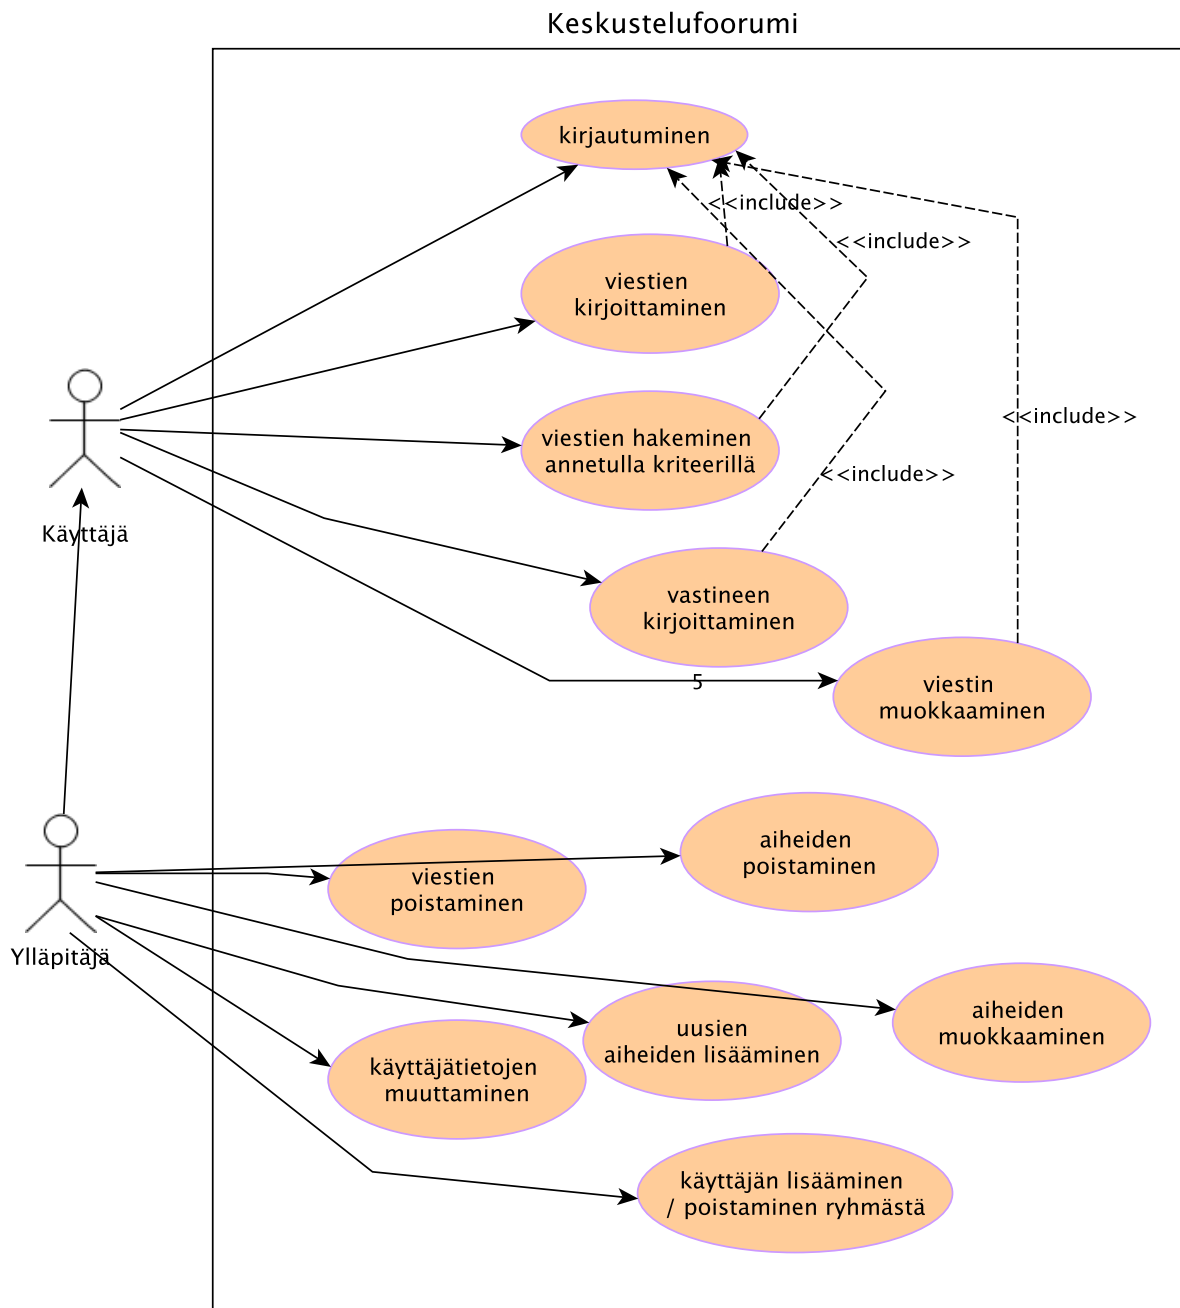 Keskustelufoorumi
kirjautuminen
<<include>>
<<include>>
viestien
kirjoittaminen
<<include>>
viestien hakeminen
annetulla kriteerillä
<<include>>
Käyttäjä
vastineen
kirjoittaminen
5
viestin
muokkaaminen
aiheiden
poistaminen
viestien
poistaminen
Ylläpitäjä
aiheiden
muokkaaminen
uusien
aiheiden lisääminen
käyttäjätietojen
muuttaminen
käyttäjän lisääminen
/ poistaminen ryhmästä